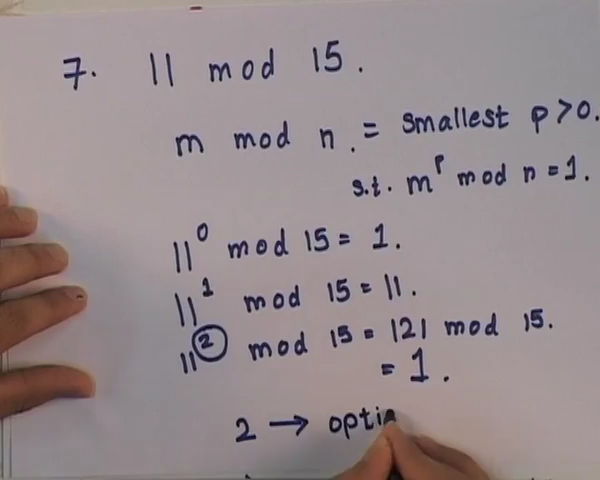 7. 11 mod 15.
m mod n. = smallest p > 0.
s.t. m^p mod n = 1.
11^0 mod 15 = 1.
11^1 mod 15 = 11.
11^2 mod 15 = 121 mod 15.
= 1.
2 → optio